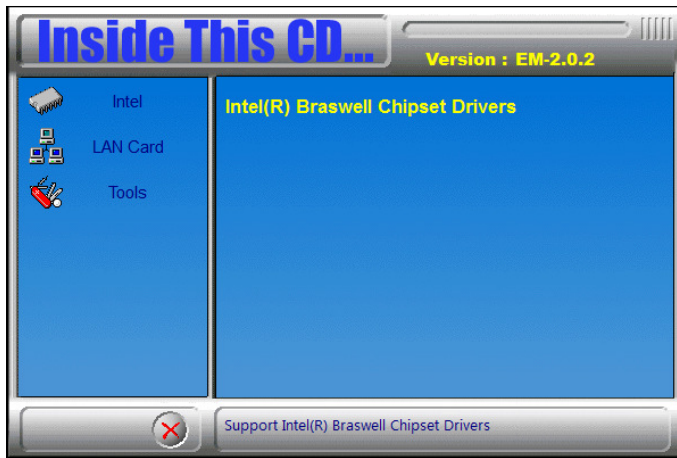 Inside This CD...
Version : EM-2.0.2
Intel
LAN Card
Tools
Intel(R) Braswell Chipset Drivers
Support Intel(R) Braswell Chipset Drivers